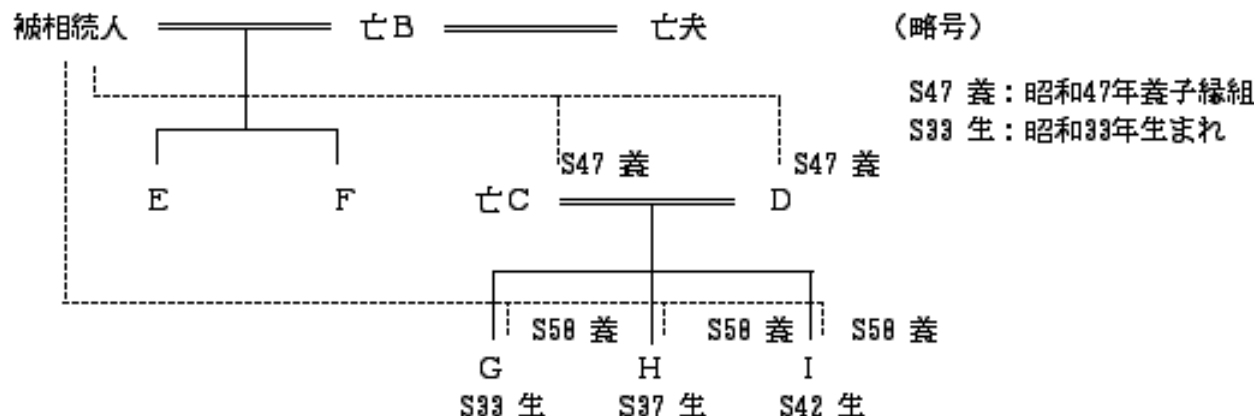 被相続人 亡B 亡夫 (略号)
S47 養:昭和47年養子縁組
S33 生:昭和33年生まれ
S47 養 S47 養
E F 亡C D
S58 養 S58 養 S58 養
G H I
S33 生 S37 生 S42 生